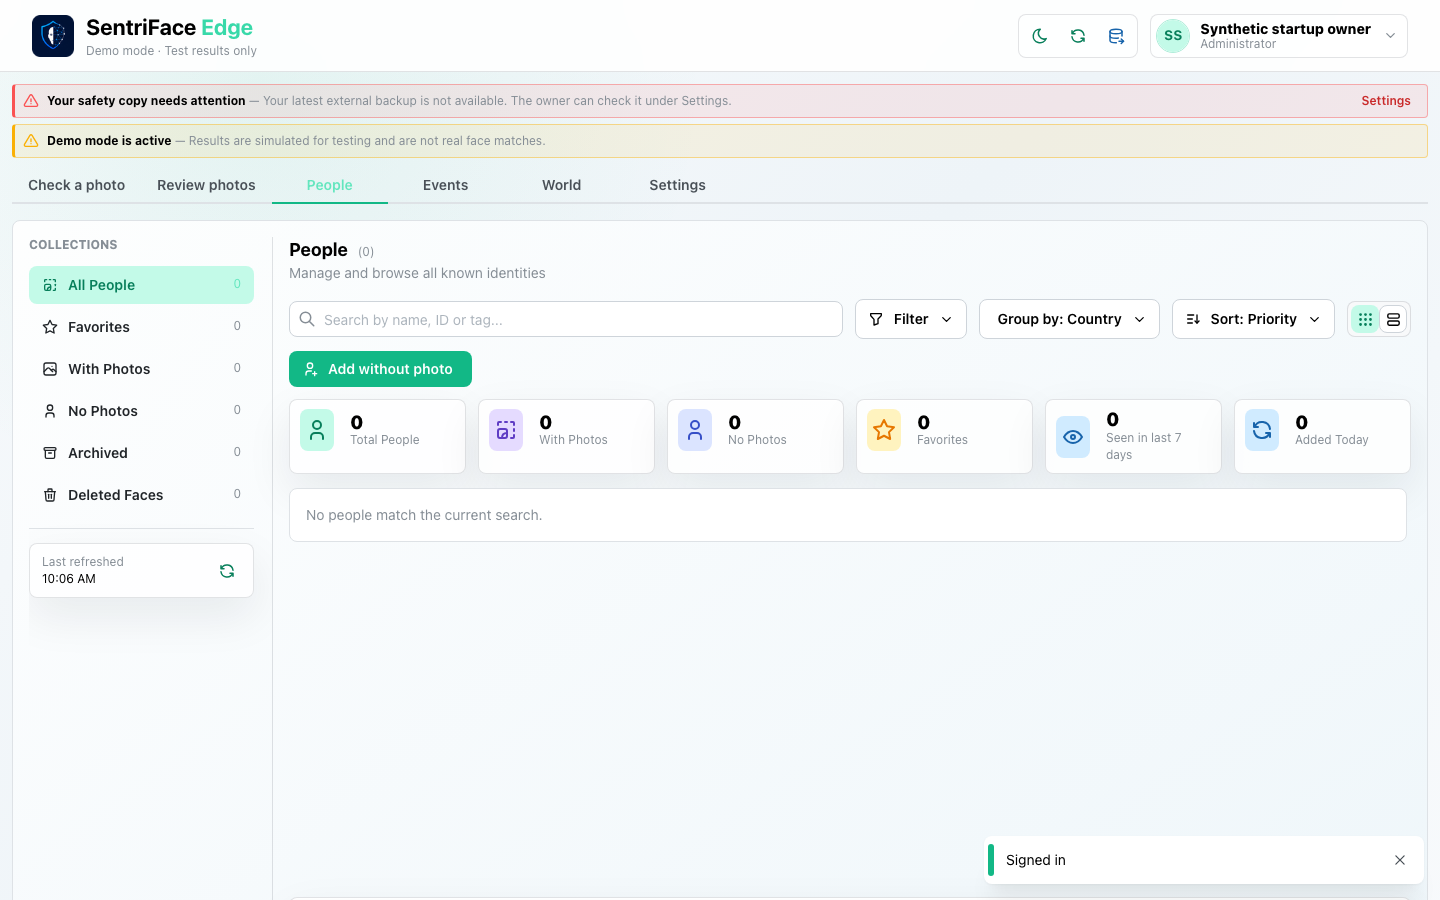 SentriFace Edge
Demo mode · Test results only
SS
Synthetic startup owner
Administrator
Your safety copy needs attention — Your latest external backup is not available. The owner can check it under Settings.
Settings
Demo mode is active — Results are simulated for testing and are not real face matches.
Check a photo
Review photos
People
Events
World
Settings
COLLECTIONS
All People 0
Favorites 0
With Photos 0
No Photos 0
Archived 0
Deleted Faces 0
Last refreshed
10:06 AM
People (0)
Manage and browse all known identities
Search by name, ID or tag...
Filter
Group by: Country
Sort: Priority
Add without photo
0
Total People
0
With Photos
0
No Photos
0
Favorites
0
Seen in last 7
days
0
Added Today
No people match the current search.
Signed in